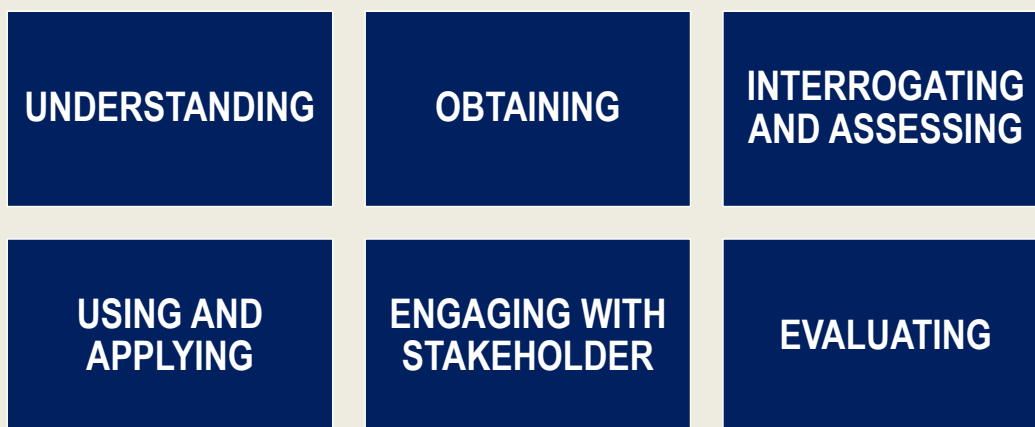 UNDERSTANDING
OBTAINING
INTERROGATING
AND ASSESSING
USING AND
APPLYING
ENGAGING WITH
STAKEHOLDER
EVALUATING